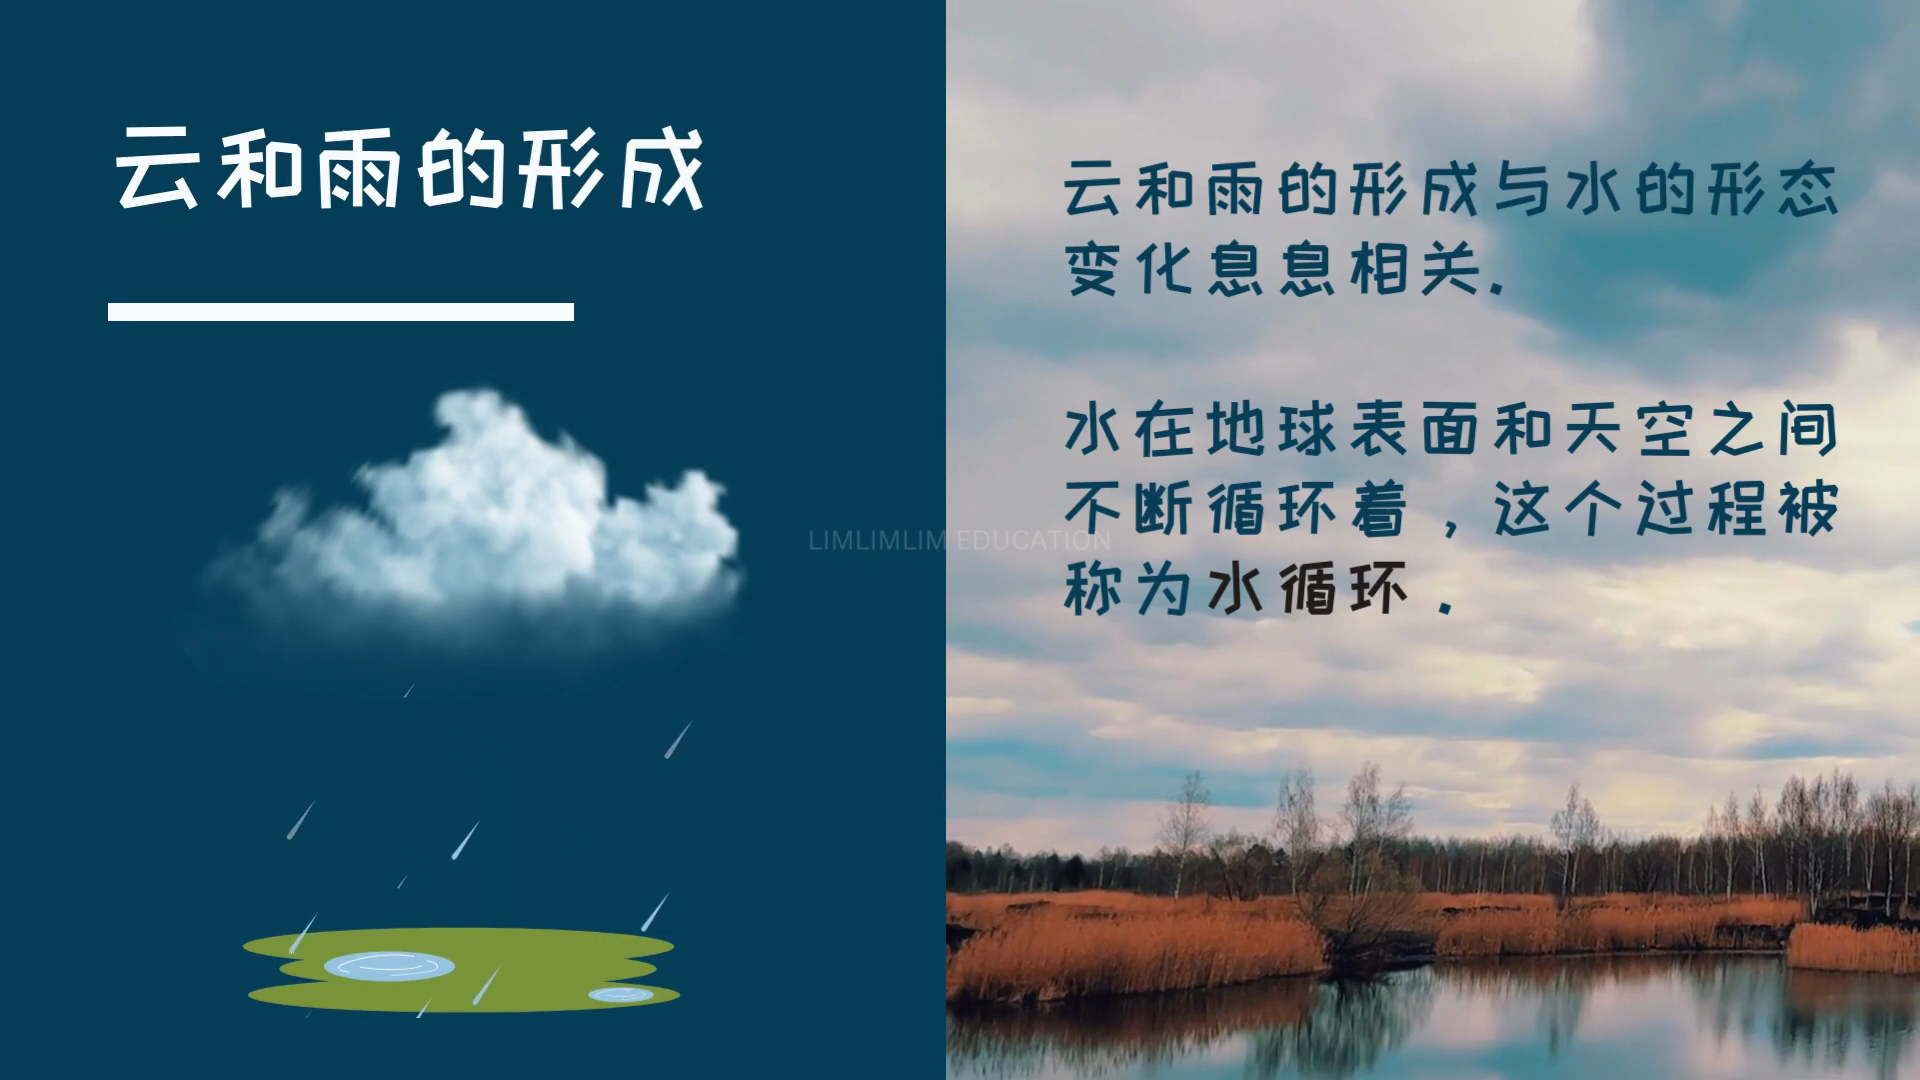 云和雨的形成
云和雨的形成与水的形态
变化息息相关.
水在地球表面和天空之间
不断循环着，这个过程被
称为水循环．
LIMLIMLIM EDUCATION